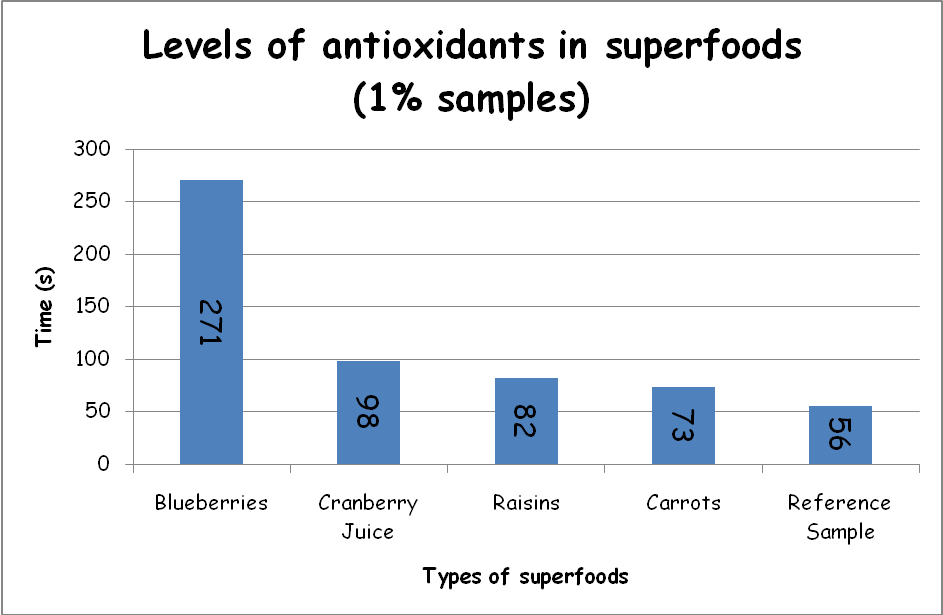 Levels of antioxidants in superfoods
(1% samples)
300
250
200
150
100
50
0
Time (s)
271
98
82
73
56
Blueberries
Cranberry
Juice
Raisins
Carrots
Reference
Sample
Types of superfoods